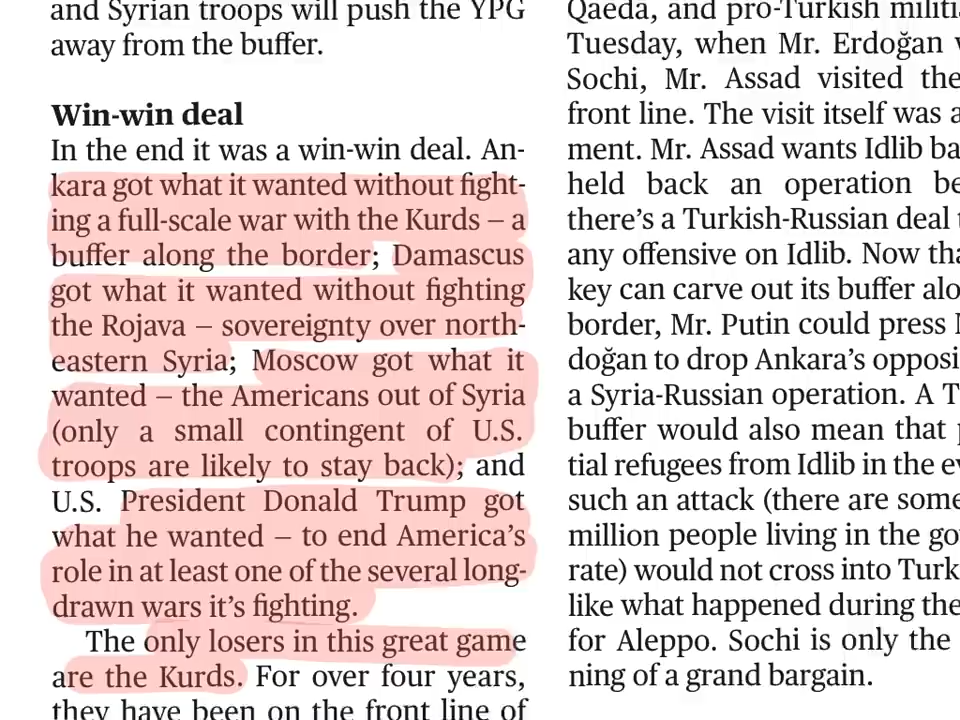 and Syrian troops will push the YPG
away from the buffer.
Win-win deal
In the end it was a win-win deal. An-
kara got what it wanted without fight-
ing a full-scale war with the Kurds – a
buffer along the border; Damascus
got what it wanted without fighting
the Rojava – sovereignty over north-
eastern Syria; Moscow got what it
wanted – the Americans out of Syria
(only a small contingent of U.S.
troops are likely to stay back); and
U.S. President Donald Trump got
what he wanted – to end America's
role in at least one of the several long-
drawn wars it's fighting.
The only losers in this great game
are the Kurds. For over four years,
they have been on the front line of
Qaeda, and pro-Turkish
Tuesday, when Mr. Erdoğan
Sochi, Mr. Assad visited the
front line. The visit itself was
ment. Mr. Assad wants Idlib
held back an operation
there's a Turkish-Russian deal
any offensive on Idlib. Now
key can carve out its buffer
border, Mr. Putin could press
doğan to drop Ankara's
a Syria-Russian operation. A
buffer would also mean that
tial refugees from Idlib in the
such an attack (there are some
million people living in the
rate) would not cross into
like what happened during the
for Aleppo. Sochi is only the
ning of a grand bargain.